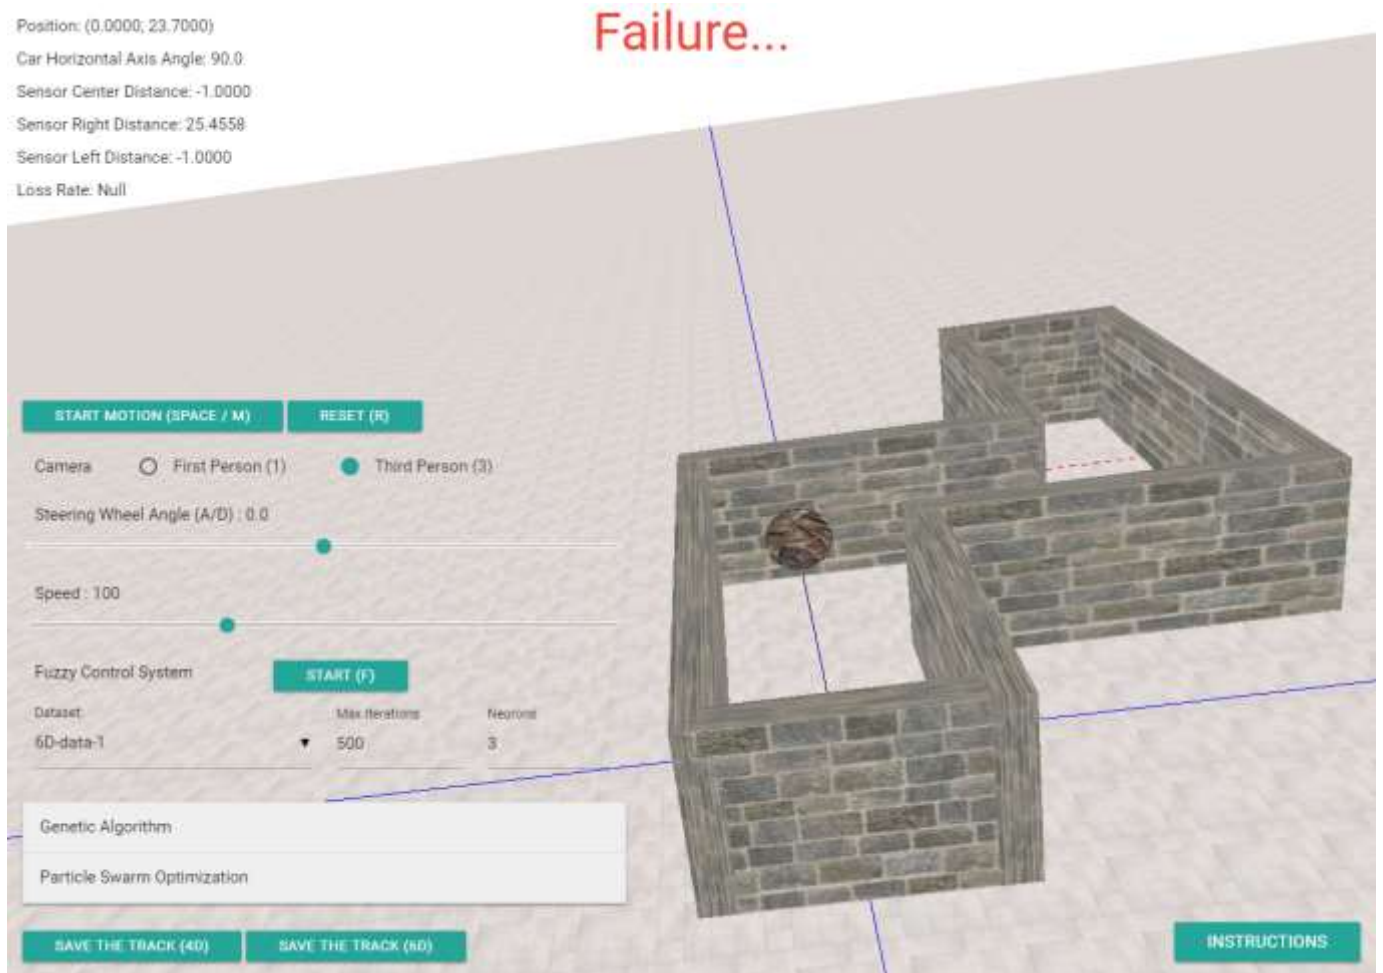 Failure...
Position: (0.0000, 23.7000)
Car Horizontal Axis Angle: 90.0
Sensor Center Distance: -1.0000
Sensor Right Distance: 25.4558
Sensor Left Distance: -1.0000
Loss Rate: Null
START MOTION (SPACE / M) RESET (R)
Camera First Person (1) Third Person (3)
Steering Wheel Angle (A/D) : 0.0
Speed : 100
Fuzzy Control System START (F)
Dataset Max Iterations Neurons
6D-data-1 500 3
Genetic Algorithm
Particle Swarm Optimization
SAVE THE TRACK (4D) SAVE THE TRACK (6D)
INSTRUCTIONS